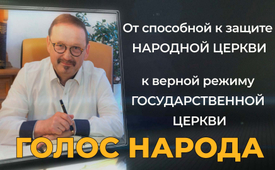 От способной к защите
НАРОДНОЙ ЦЕРКВИ
к верной режиму
ГОСУДАРСТВЕННОЙ
ЦЕРКВИ
ГОЛОС НАРОДА